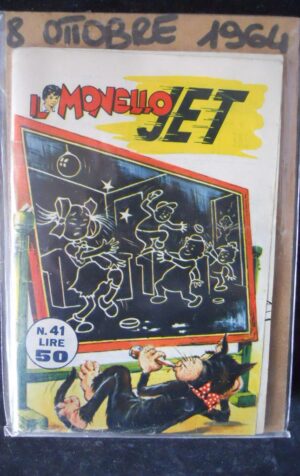 8 OTTOBRE 1964
IL MONELLO JET
N. 41
LIRE
50